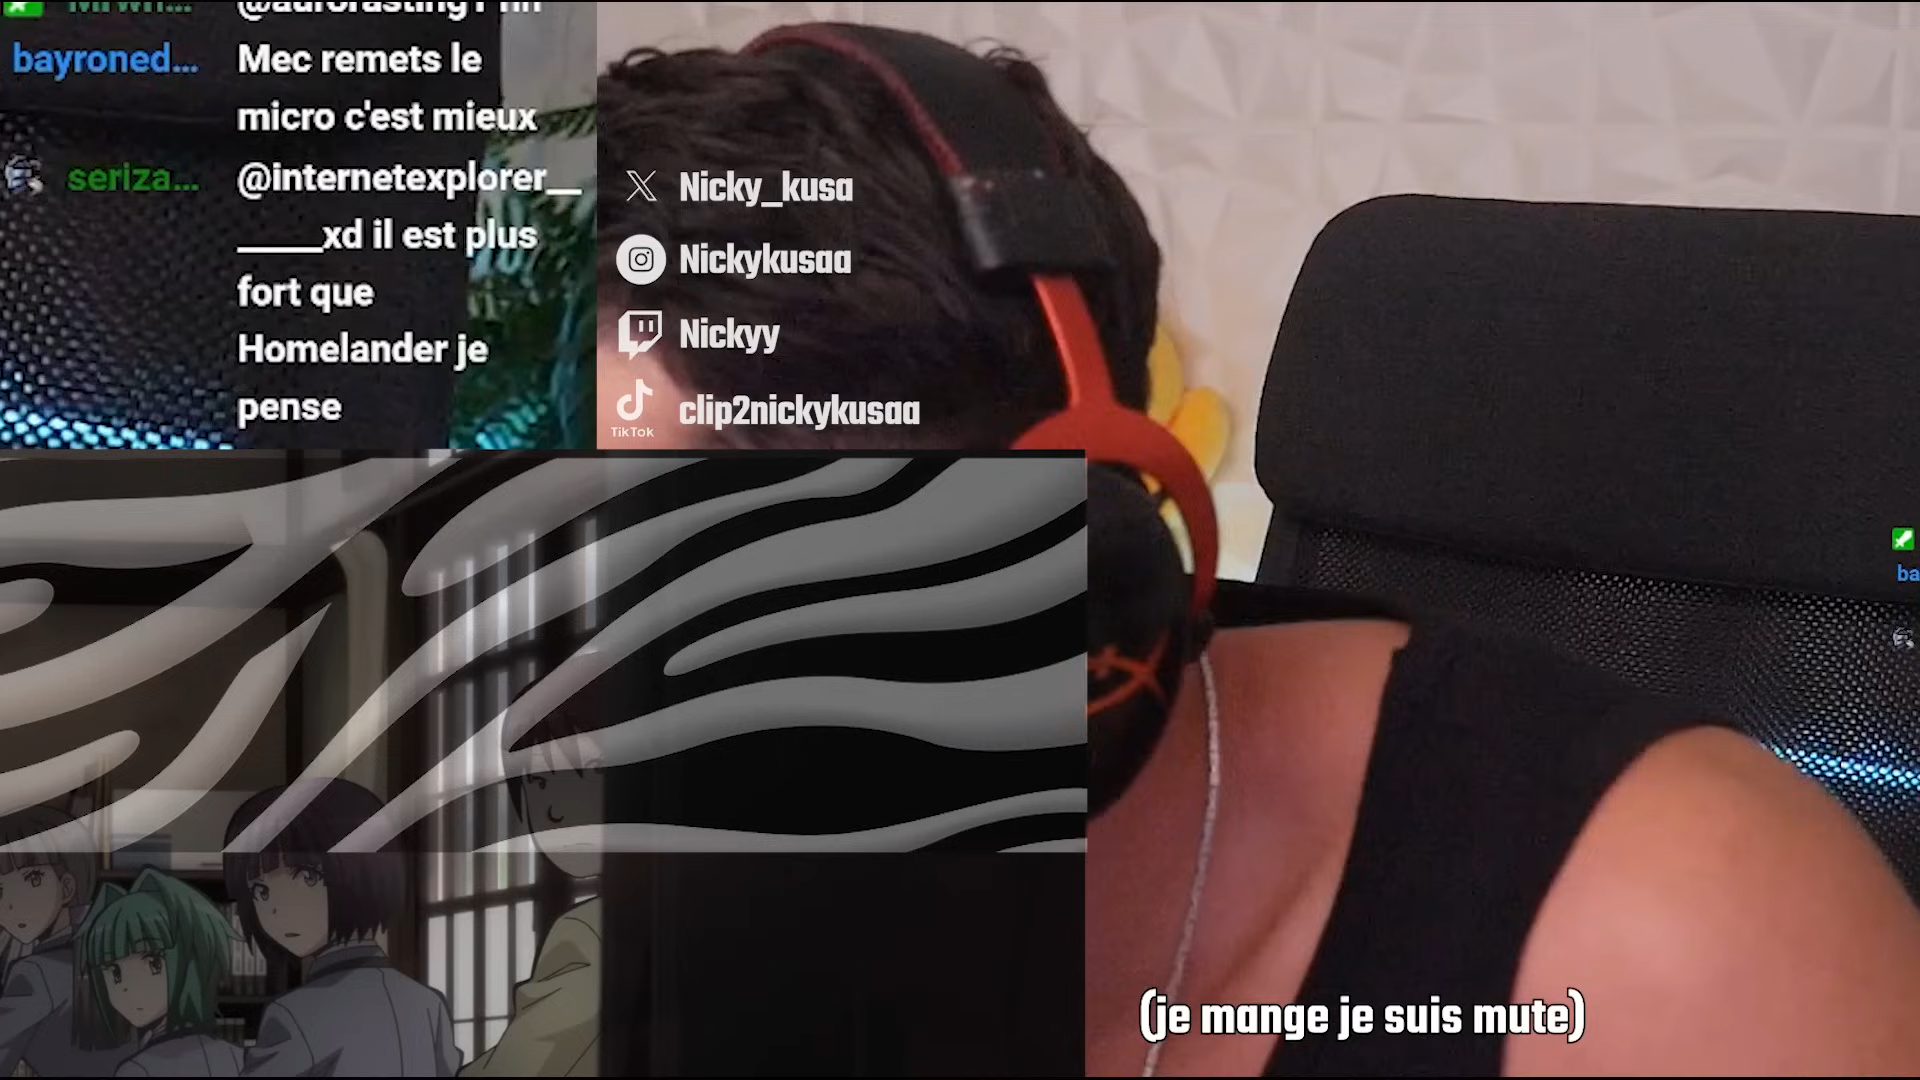 bayroned...
Mec remets le
micro c'est mieux
seriza...
@internetexplorer__
_____xd il est plus
fort que
Homelander je
pense
Nicky_kusa
Nickykusaa
Nickyy
TikTok
clip2nickykusaa
ba
(je mange je suis mute)